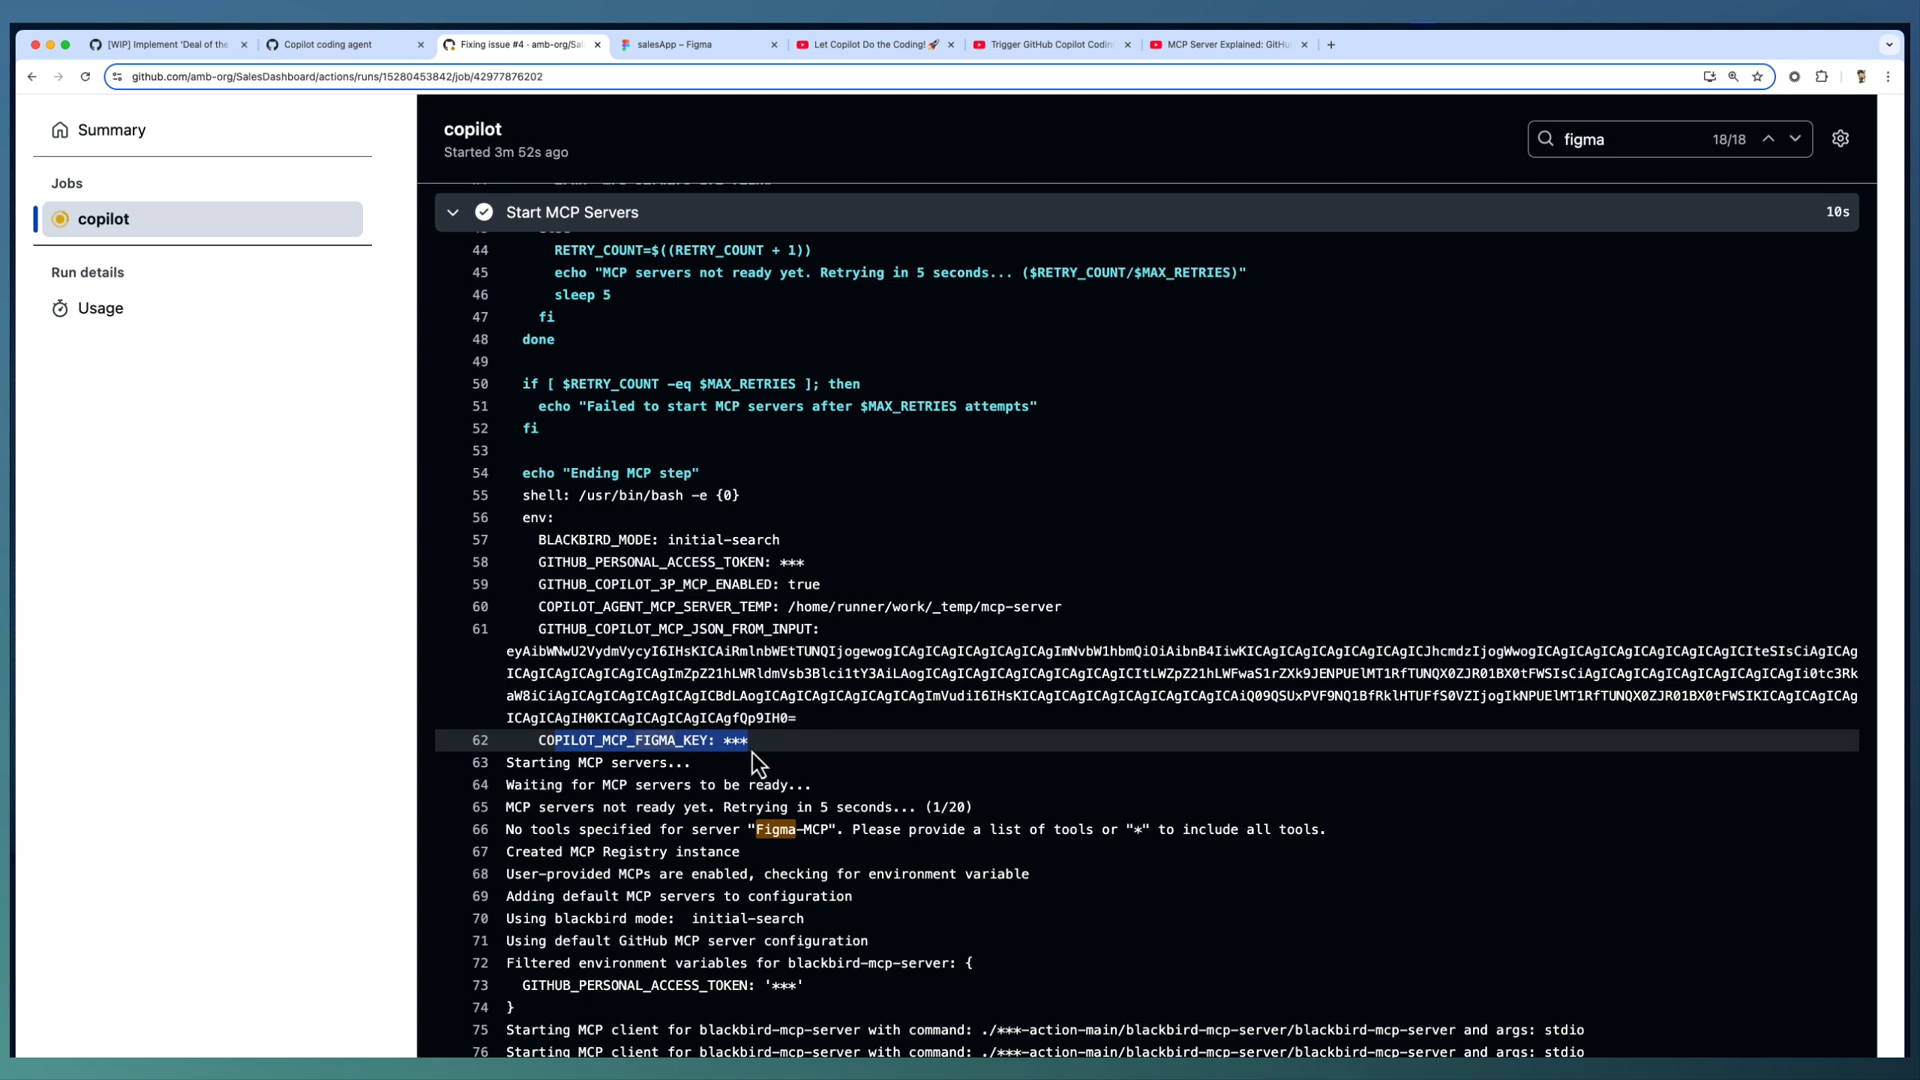 [WIP] Implement 'Deal of the
Copilot coding agent
Fixing issue #4 · amb-org/Sal
salesApp – Figma
Let Copilot Do the Coding! 🚀
Trigger GitHub Copilot Codin
MCP Server Explained: GitHu
github.com/amb-org/SalesDashboard/actions/runs/15280453842/job/42977876202
Summary
Jobs
copilot
Run details
Usage
copilot
Started 3m 52s ago
figma
18/18
Start MCP Servers
10s
44 RETRY_COUNT=$((RETRY_COUNT + 1))
45 echo "MCP servers not ready yet. Retrying in 5 seconds... ($RETRY_COUNT/$MAX_RETRIES)"
46 sleep 5
47 fi
48 done
49
50 if [ $RETRY_COUNT -eq $MAX_RETRIES ]; then
51 echo "Failed to start MCP servers after $MAX_RETRIES attempts"
52 fi
53
54 echo "Ending MCP step"
55 shell: /usr/bin/bash -e {0}
56 env:
57 BLACKBIRD_MODE: initial-search
58 GITHUB_PERSONAL_ACCESS_TOKEN: ***
59 GITHUB_COPILOT_3P_MCP_ENABLED: true
60 COPILOT_AGENT_MCP_SERVER_TEMP: /home/runner/work/_temp/mcp-server
61 GITHUB_COPILOT_MCP_JSON_FROM_INPUT:
62 COPILOT_MCP_FIGMA_KEY: ***
63 Starting MCP servers...
64 Waiting for MCP servers to be ready...
65 MCP servers not ready yet. Retrying in 5 seconds... (1/20)
66 No tools specified for server "Figma-MCP". Please provide a list of tools or "*" to include all tools.
67 Created MCP Registry instance
68 User-provided MCPs are enabled, checking for environment variable
69 Adding default MCP servers to configuration
70 Using blackbird mode:  initial-search
71 Using default GitHub MCP server configuration
72 Filtered environment variables for blackbird-mcp-server: {
73 GITHUB_PERSONAL_ACCESS_TOKEN: '***'
74 }
75 Starting MCP client for blackbird-mcp-server with command: ./***-action-main/blackbird-mcp-server/blackbird-mcp-server and args: stdio
76 Starting MCP client for blackbird-mcp-server with command: ./***-action-main/blackbird-mcp-server/blackbird-mcp-server and args: stdio